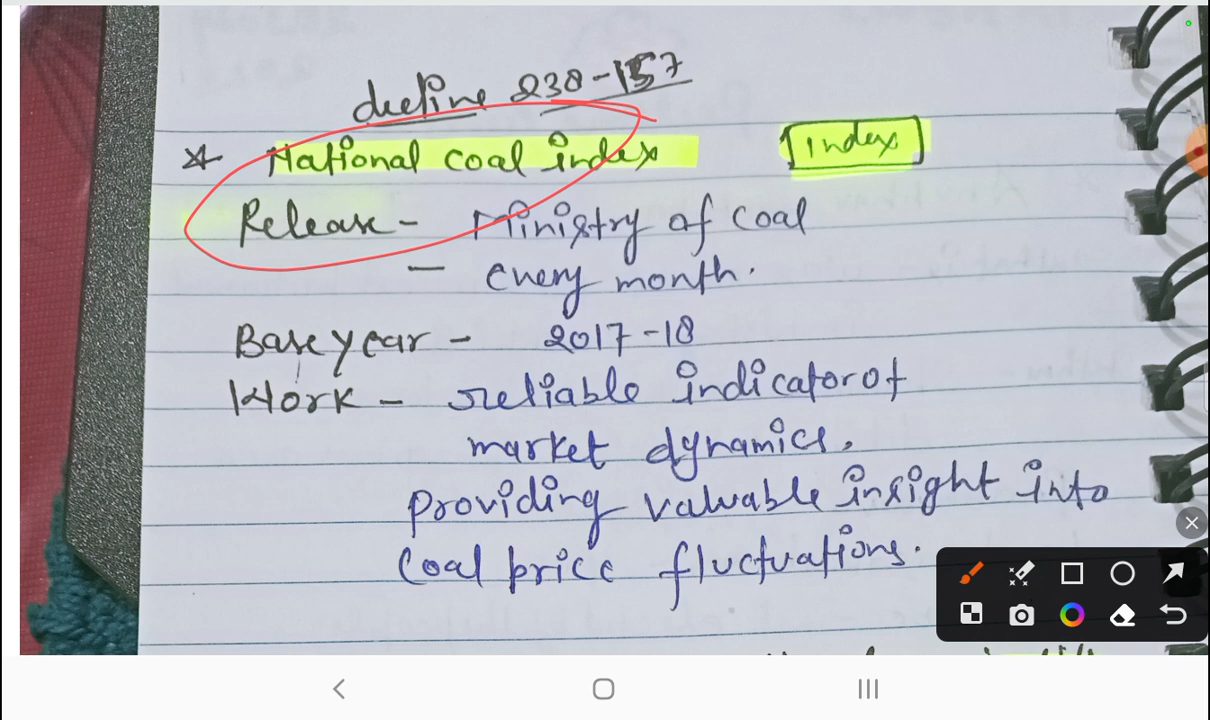 decline 238-157
National coal index
Index
Release - Ministry of coal
- every month.
Base year - 2017-18
Work - reliable indicator of
market dynamics.
Providing valuable insight into
Coal price fluctuations.